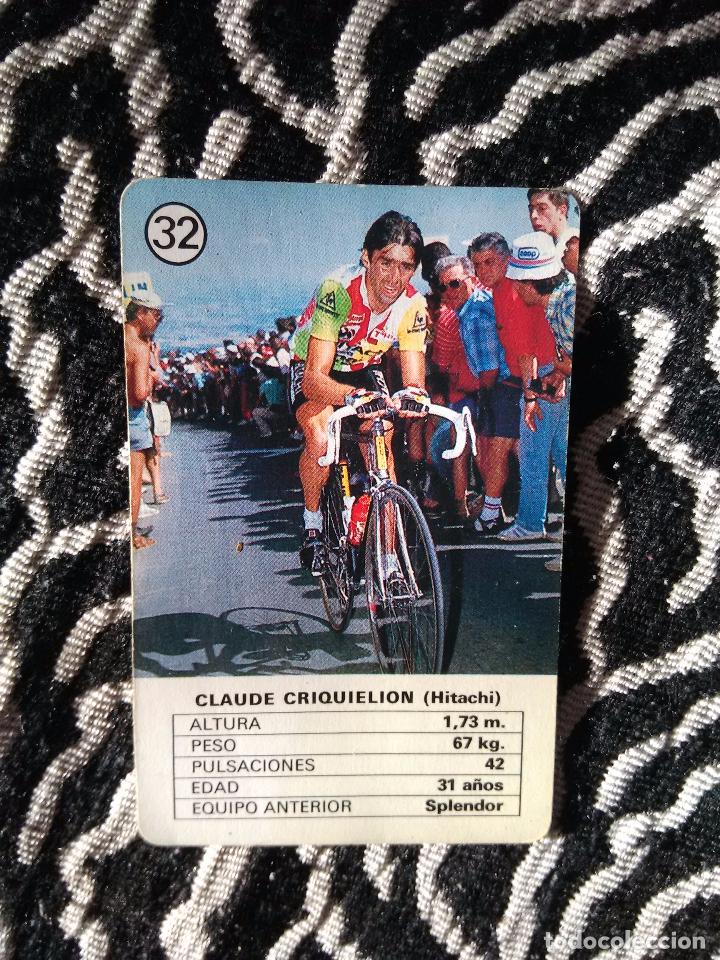 32
coop
CLAUDE CRIQUIELION (Hitachi)
ALTURA 1,73 m.
PESO 67 kg.
PULSACIONES 42
EDAD 31 años
EQUIPO ANTERIOR Splendor
todocoleccion